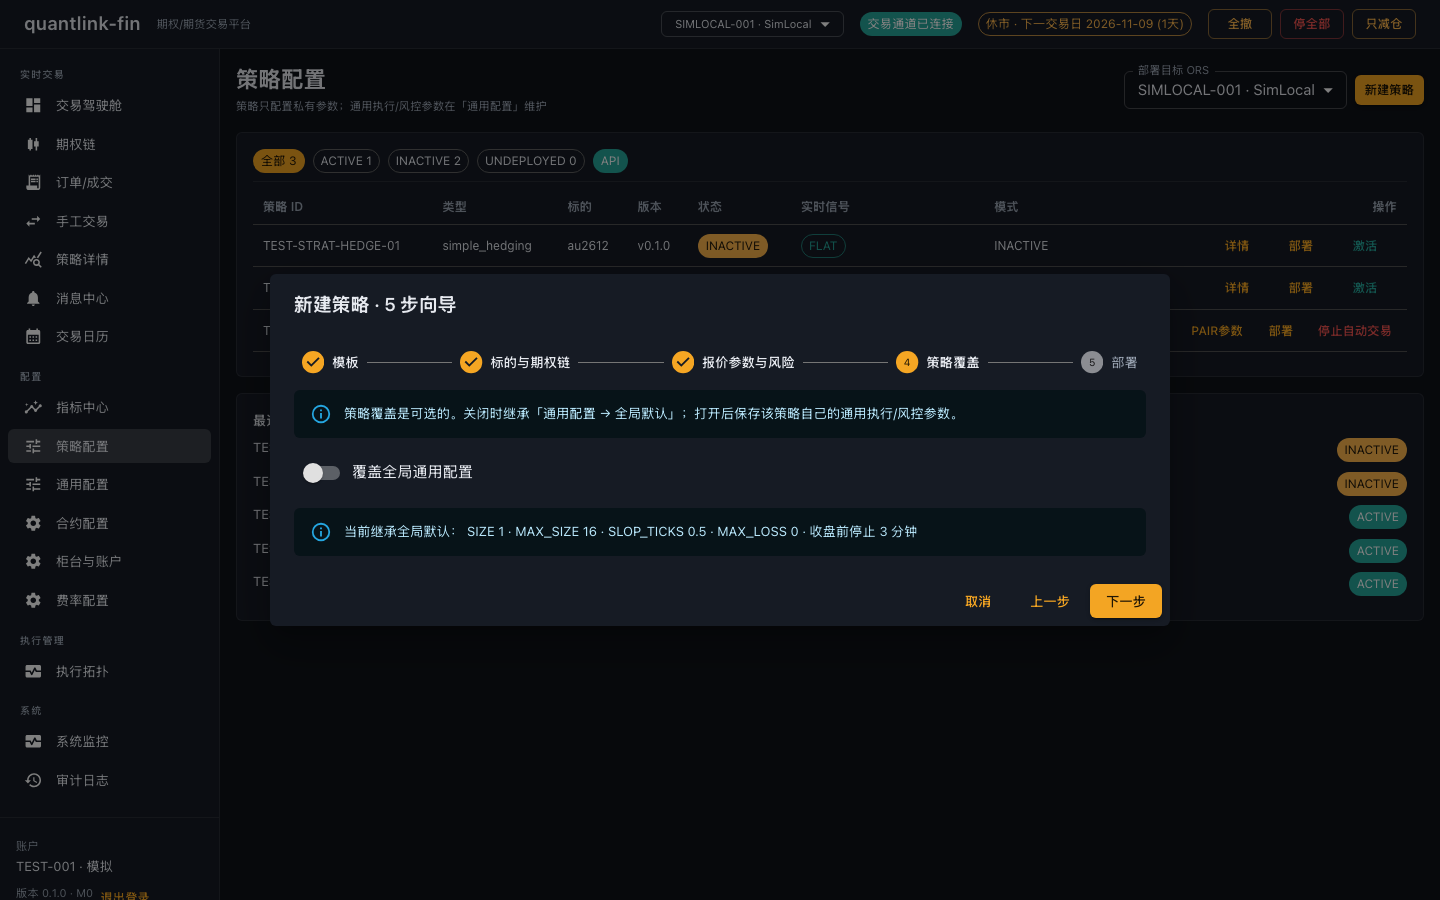 quantlink-fin 期权/期货交易平台 SIMLOCAL-001 · SimLocal 交易通道已连接 休市 · 下一交易日 2026-11-09 (1天) 全撤 停全部 只减仓
实时交易
交易驾驶舱
期权链
订单/成交
手工交易
策略详情
消息中心
交易日历
配置
指标中心
策略配置
通用配置
合约配置
柜台与账户
费率配置
执行管理
执行拓扑
系统
系统监控
审计日志
账户
TEST-001 · 模拟
版本 0.1.0 · M0 退出登录
策略配置
策略只配置私有参数；通用执行/风控参数在「通用配置」维护
部署目标 ORS
SIMLOCAL-001 · SimLocal 新建策略
全部 3 ACTIVE 1 INACTIVE 2 UNDEPLOYED 0 API
策略 ID 类型 标的 版本 状态 实时信号 模式 操作
TEST-STRAT-HEDGE-01 simple_hedging au2612 v0.1.0 INACTIVE FLAT INACTIVE 详情 部署 激活
T 详情 部署 激活
T PAIR参数 部署 停止自动交易
新建策略 · 5 步向导
模板 标的与期权链 报价参数与风险 4 策略覆盖 5 部署
策略覆盖是可选的。关闭时继承「通用配置 → 全局默认」；打开后保存该策略自己的通用执行/风控参数。
覆盖全局通用配置
当前继承全局默认： SIZE 1 · MAX_SIZE 16 · SLOP_TICKS 0.5 · MAX_LOSS 0 · 收盘前停止 3 分钟
取消 上一步 下一步
TE INACTIVE
TE INACTIVE
TE ACTIVE
TE ACTIVE
TE ACTIVE